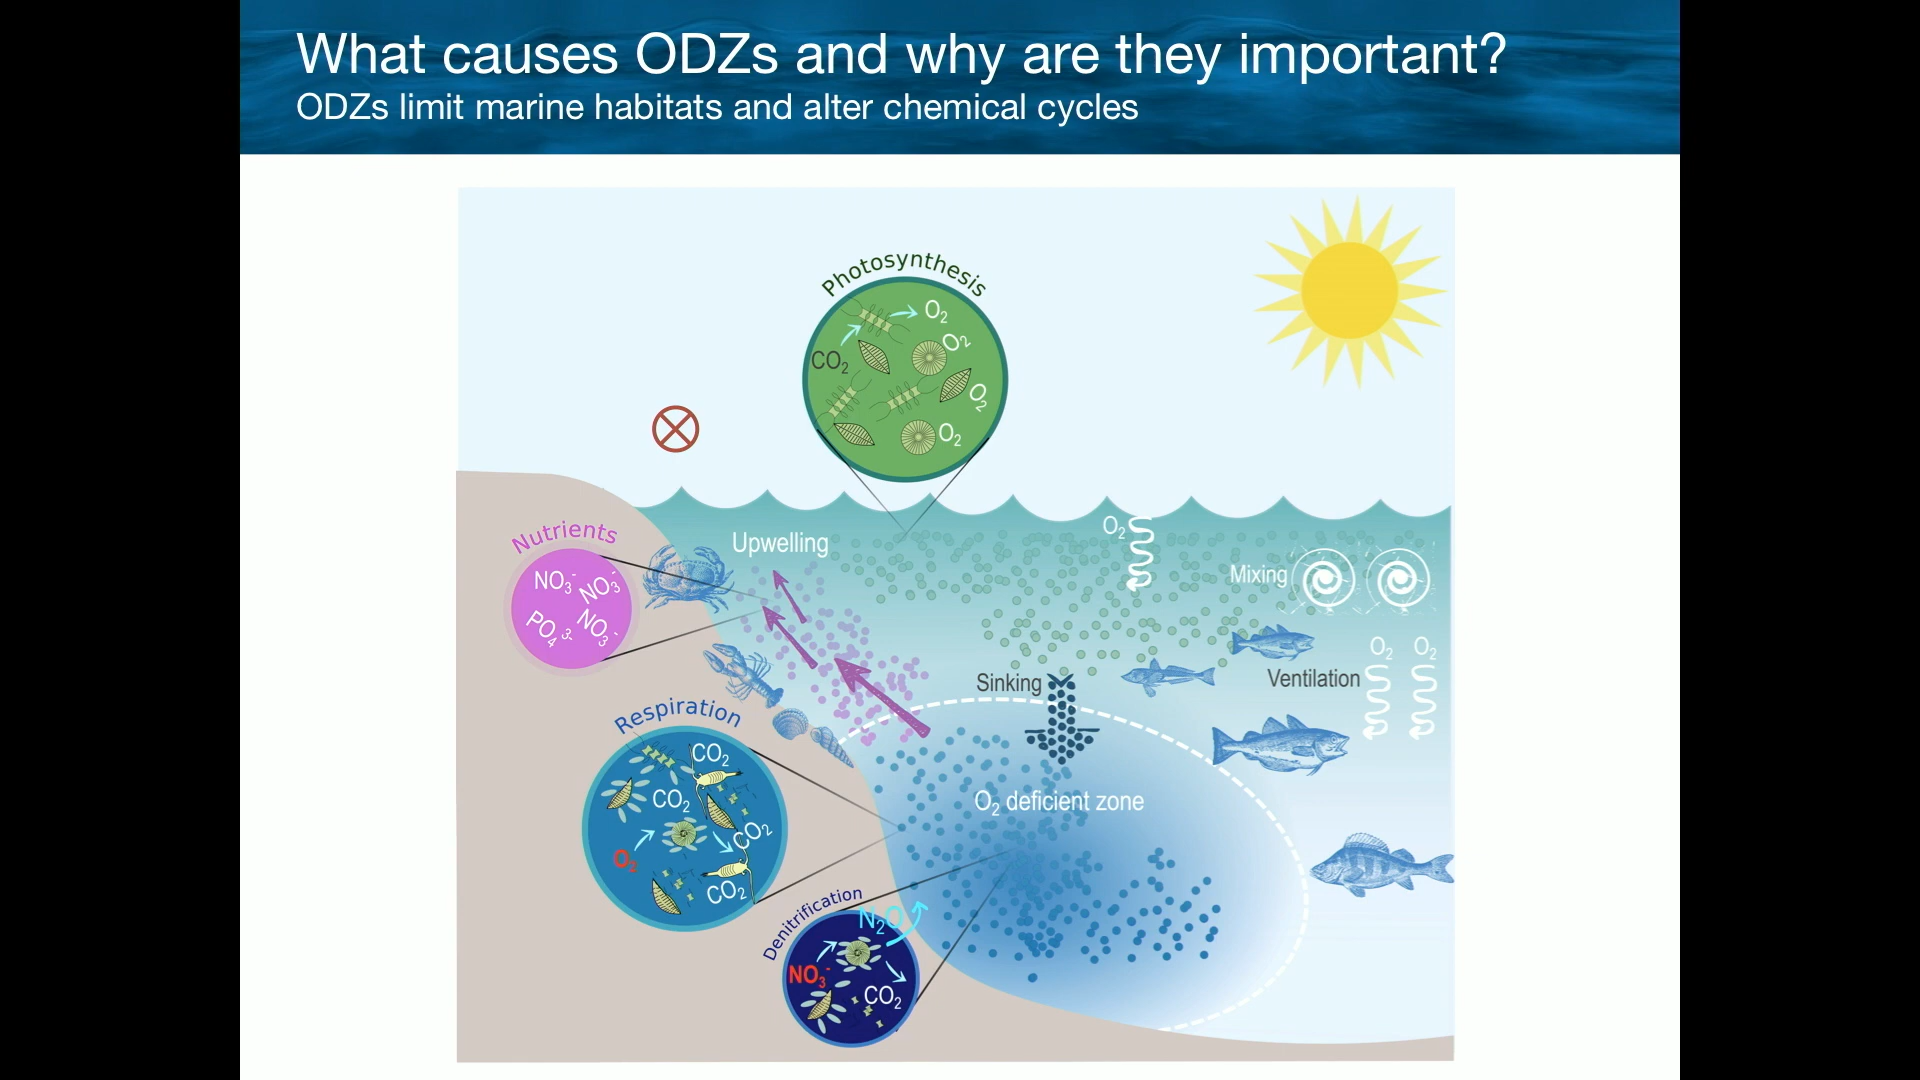 What causes ODZs and why are they important?
ODZs limit marine habitats and alter chemical cycles
Photosynthesis
O₂
O₂
CO₂
O₂
O₂
Nutrients
NO₃⁻
NO₃⁻
PO₄³⁻
NO₃⁻
Upwelling
O₂
Mixing
O₂
O₂
Ventilation
Sinking
Respiration
CO₂
CO₂
CO₂
O₂
CO₂
O₂ deficient zone
Denitrification
N₂O
NO₃⁻
CO₂